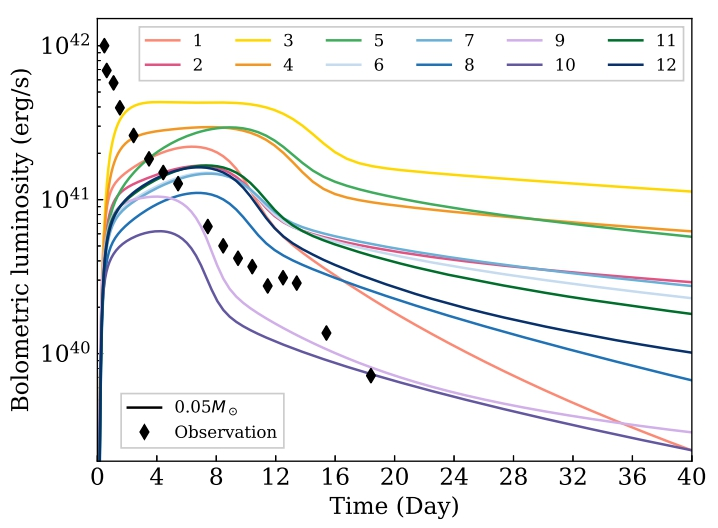 10^42
10^41
10^40
Bolometric luminosity (erg/s)
1 3 5 7 9 11
2 4 6 8 10 12
0.05M_⊙
Observation
0 4 8 12 16 20 24 28 32 36 40
Time (Day)